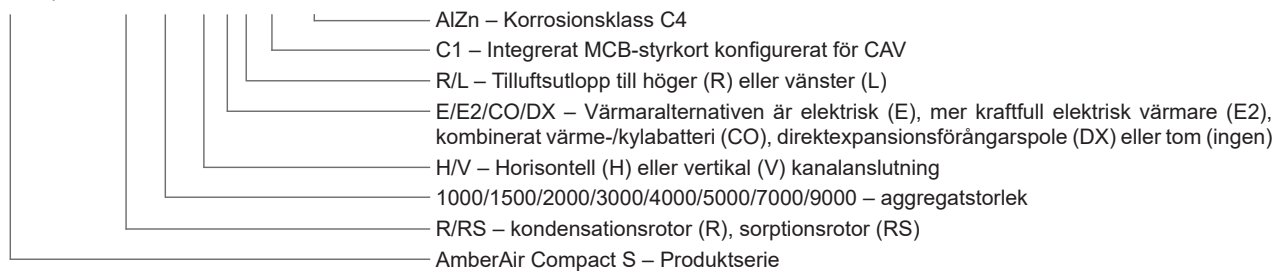 AlZn – Korrosionsklass C4
C1 – Integrerat MCB-styrkort konfigurerat för CAV
R/L – Tilluftsutlopp till höger (R) eller vänster (L)
E/E2/CO/DX – Värmaralternativen är elektrisk (E), mer kraftfull elektrisk värmare (E2),
kombinerat värme-/kylabatteri (CO), direktexpansionsförångarspole (DX) eller tom (ingen)
H/V – Horisontell (H) eller vertikal (V) kanalanslutning
1000/1500/2000/3000/4000/5000/7000/9000 – aggregatstorlek
R/RS – kondensationsrotor (R), sorptionsrotor (RS)
AmberAir Compact S – Produktserie